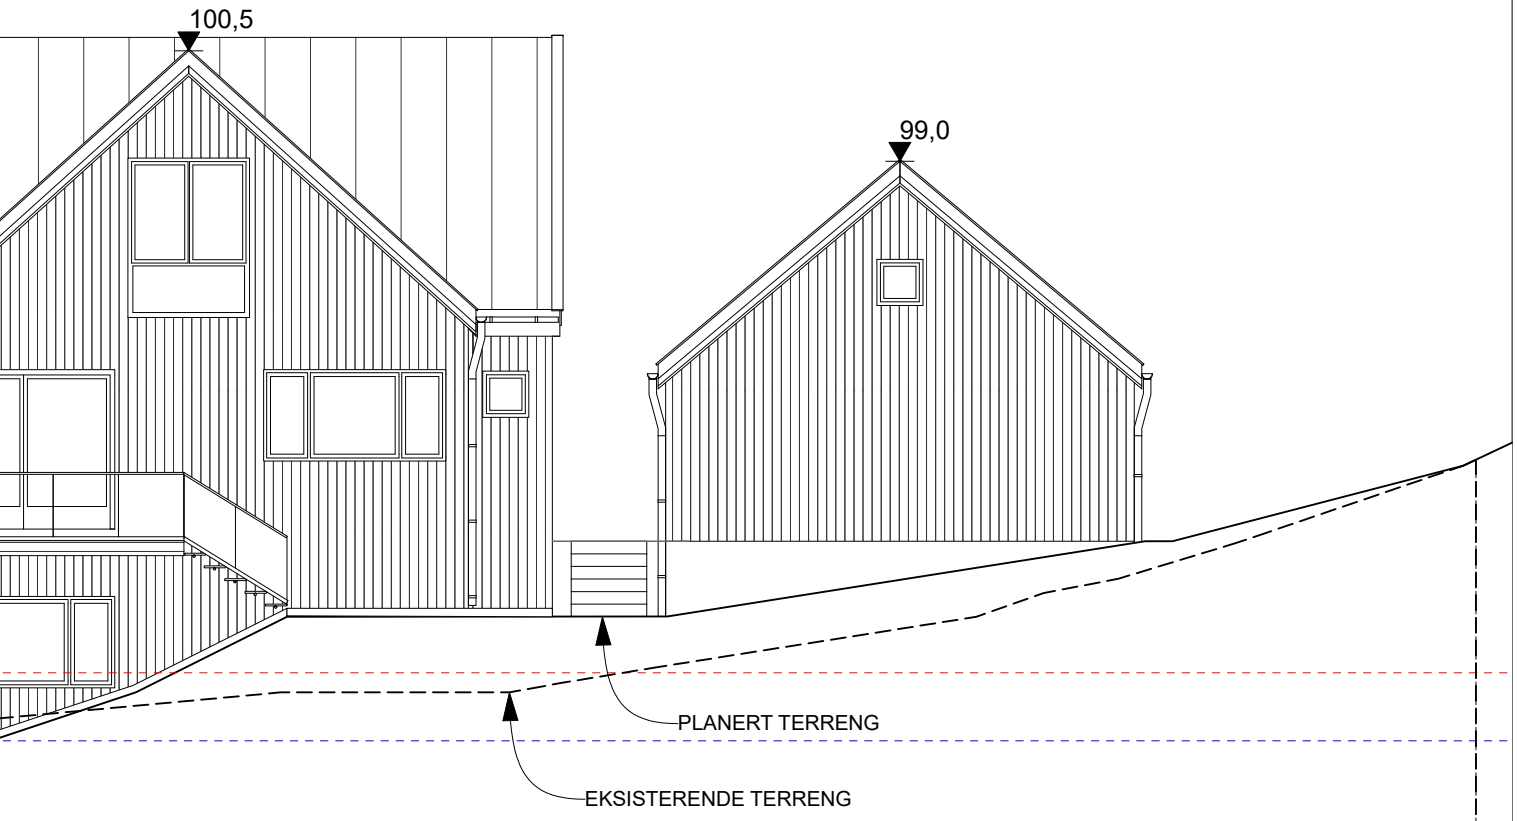 100,5
99,0
PLANERT TERRENG
EKSISTERENDE TERRENG